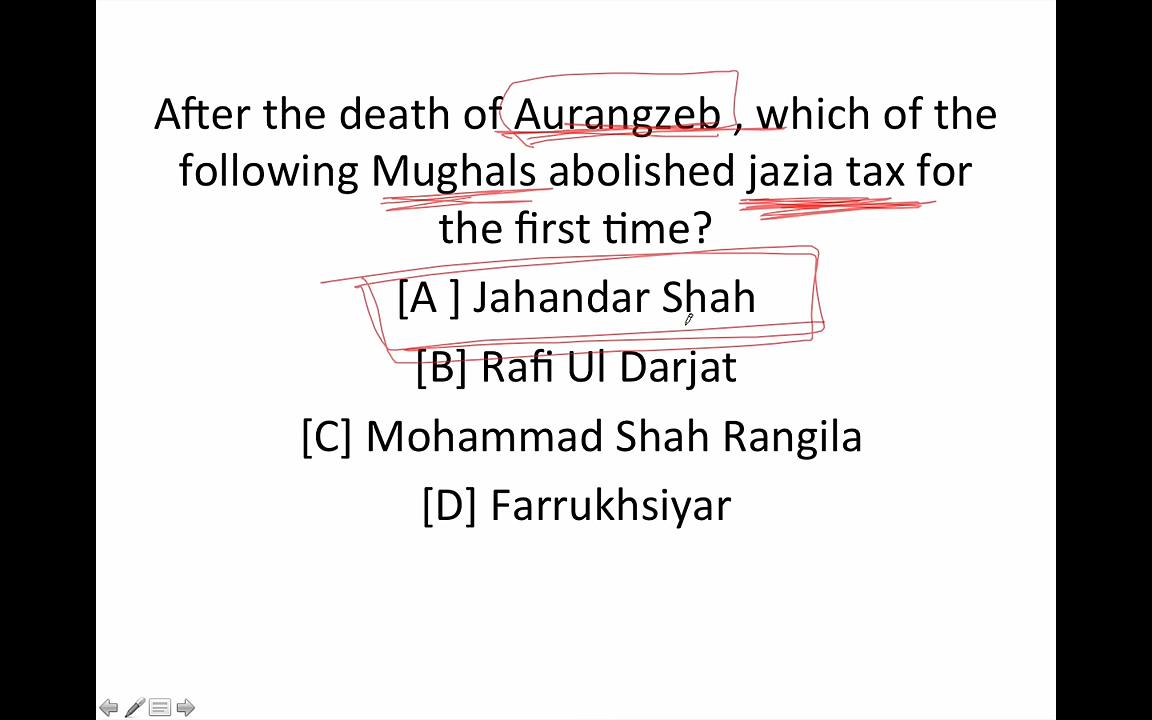 After the death of Aurangzeb , which of the
following Mughals abolished jazia tax for
the first time?
[A ] Jahandar Shah
[B] Rafi Ul Darjat
[C] Mohammad Shah Rangila
[D] Farrukhsiyar